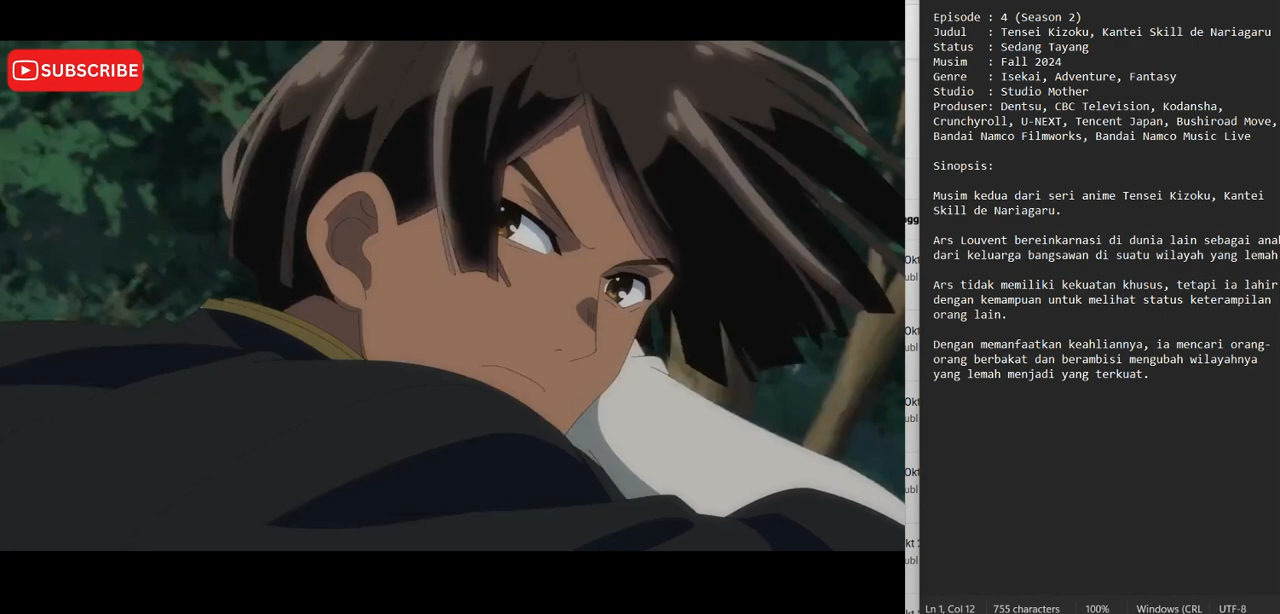 SUBSCRIBE
Episode : 4 (Season 2)
Judul : Tensei Kizoku, Kantei Skill de Nariagaru
Status : Sedang Tayang
Musim : Fall 2024
Genre : Isekai, Adventure, Fantasy
Studio : Studio Mother
Produser: Dentsu, CBC Television, Kodansha,
Crunchyroll, U-NEXT, Tencent Japan, Bushiroad Move,
Bandai Namco Filmworks, Bandai Namco Music Live
Sinopsis:
Musim kedua dari seri anime Tensei Kizoku, Kantei
Skill de Nariagaru.
Ars Louvent bereinkarnasi di dunia lain sebagai
dari keluarga bangsawan di suatu wilayah yang lemah
Ars tidak memiliki kekuatan khusus, tetapi ia lahir
dengan kemampuan untuk melihat status keterampilan
orang lain.
Dengan memanfaatkan keahliannya, ia mencari orang-
orang berbakat dan berambisi mengubah wilayahnya
yang lemah menjadi yang terkuat.
Ln 1, Col 12 755 characters 100% Windows (CRL UTF-8